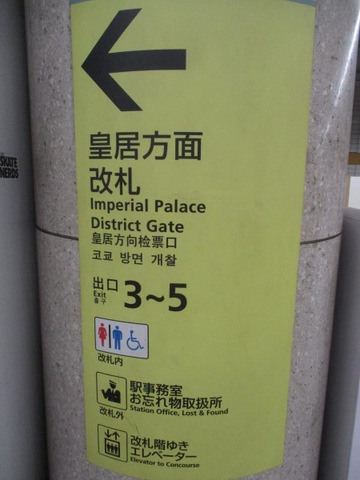 皇居方面
改札
Imperial Palace
District Gate
皇居方向检票口
코쿄 방면 개찰
出口 3~5
Exit
출구
改札内
駅事務室
お忘れ物取扱所
Station Office, Lost & Found
改札外
改札階ゆき
エレベーター
Elevator to Concourse
SKATE
NERDS